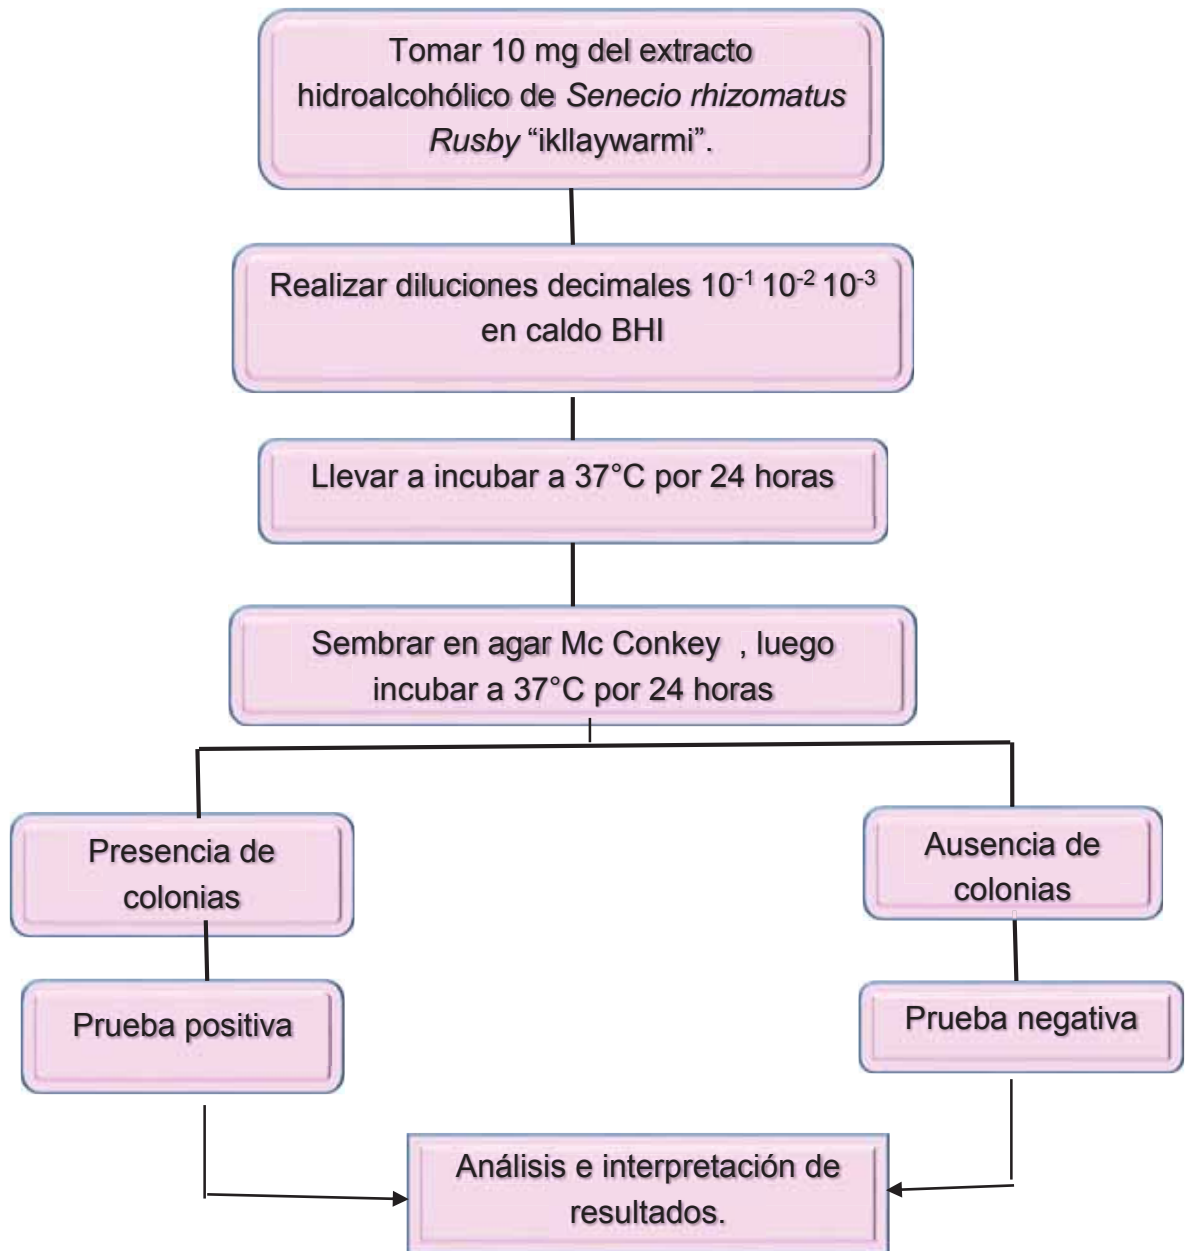 Tomar 10 mg del extracto
hidroalcohólico de Senecio rhizomatus
Rusby “ikllaywarmi”.
Realizar diluciones decimales 10⁻¹ 10⁻² 10⁻³
en caldo BHI
Llevar a incubar a 37°C por 24 horas
Sembrar en agar Mc Conkey , luego
incubar a 37°C por 24 horas
Presencia de
colonias
Ausencia de
colonias
Prueba positiva
Prueba negativa
Análisis e interpretación de
resultados.